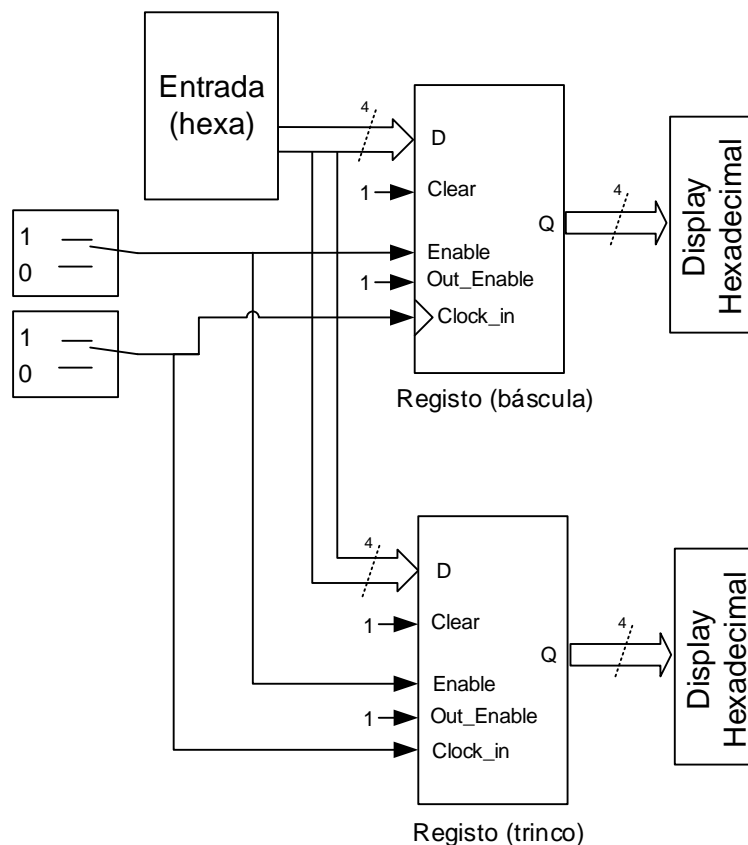 Entrada
(hexa)
4
D
1
Clear
Enable
1
Out_Enable
Clock_in
Q
4
Display
Hexadecimal
Registo (báscula)
1
0
1
0
4
D
1
Clear
Enable
1
Out_Enable
Clock_in
Q
4
Display
Hexadecimal
Registo (trinco)